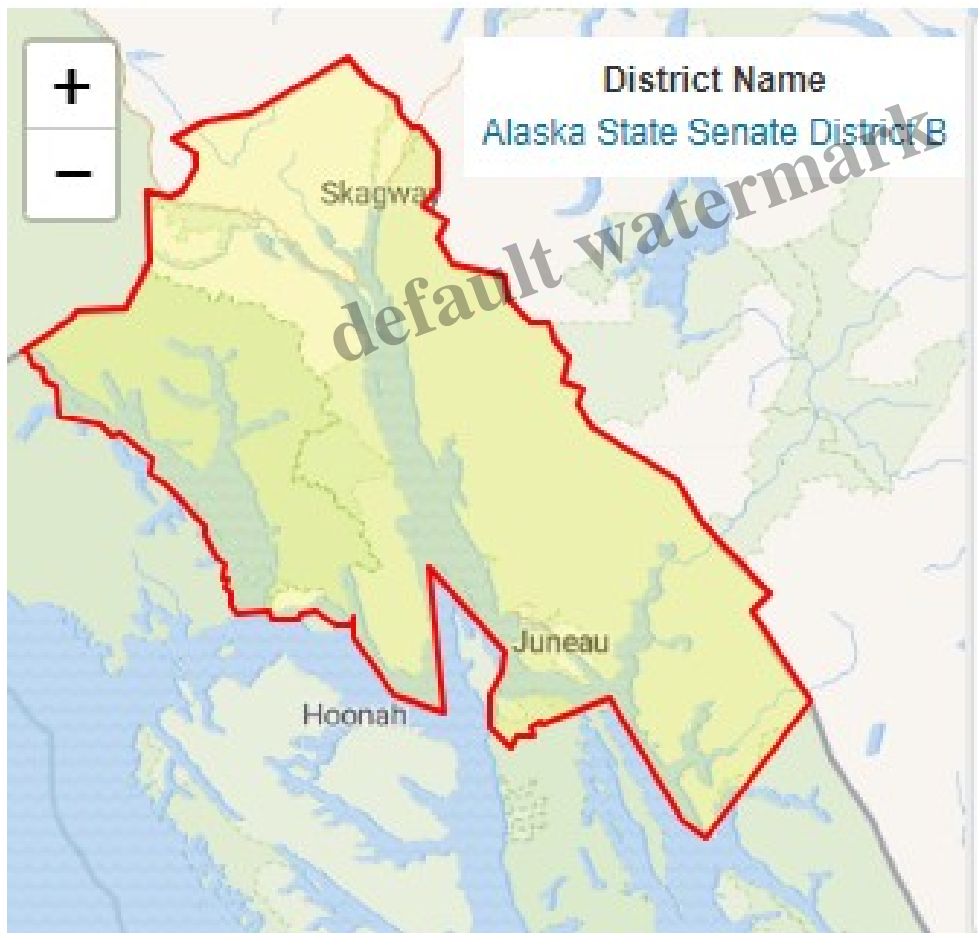 +
−
District Name
Alaska State Senate District B
default watermark
Skagway
Juneau
Hoonah